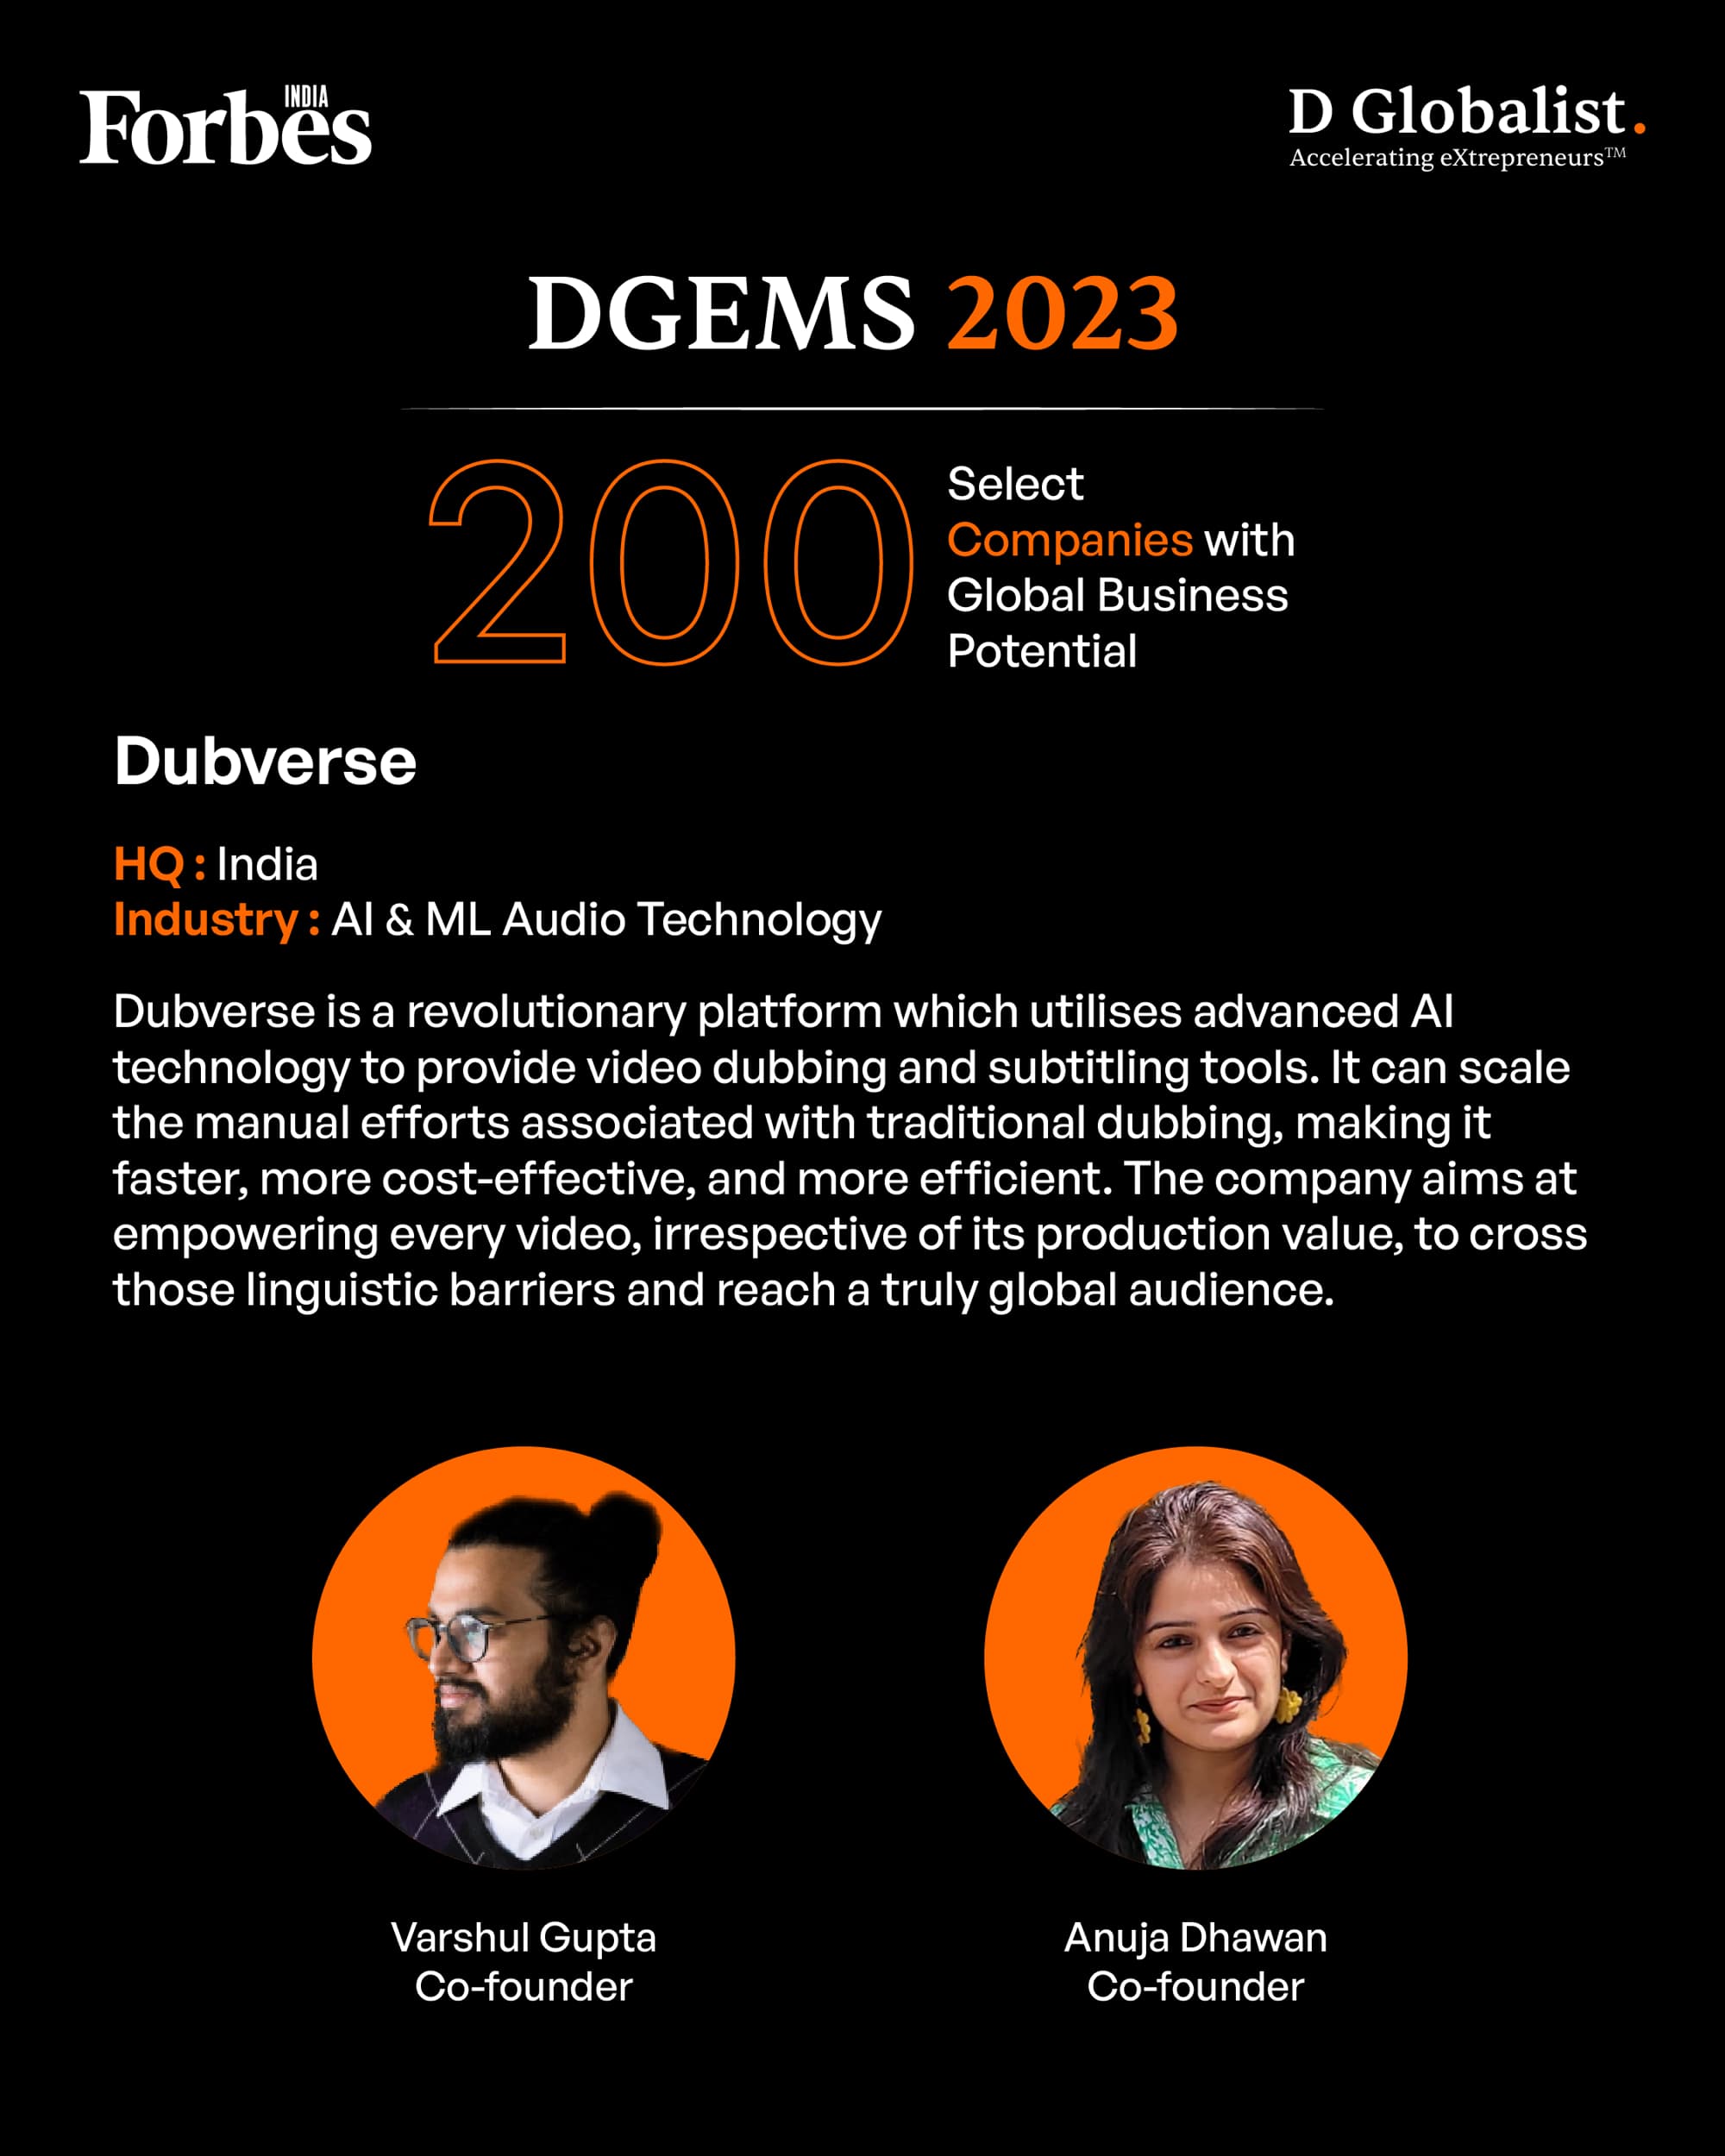 Forbes INDIA
D Globalist.
Accelerating eXtrepreneurs™
DGEMS 2023
200
Select
Companies with
Global Business
Potential
Dubverse
HQ : India
Industry : AI & ML Audio Technology
Dubverse is a revolutionary platform which utilises advanced AI
technology to provide video dubbing and subtitling tools. It can scale
the manual efforts associated with traditional dubbing, making it
faster, more cost-effective, and more efficient. The company aims at
empowering every video, irrespective of its production value, to cross
those linguistic barriers and reach a truly global audience.
Varshul Gupta
Co-founder
Anuja Dhawan
Co-founder